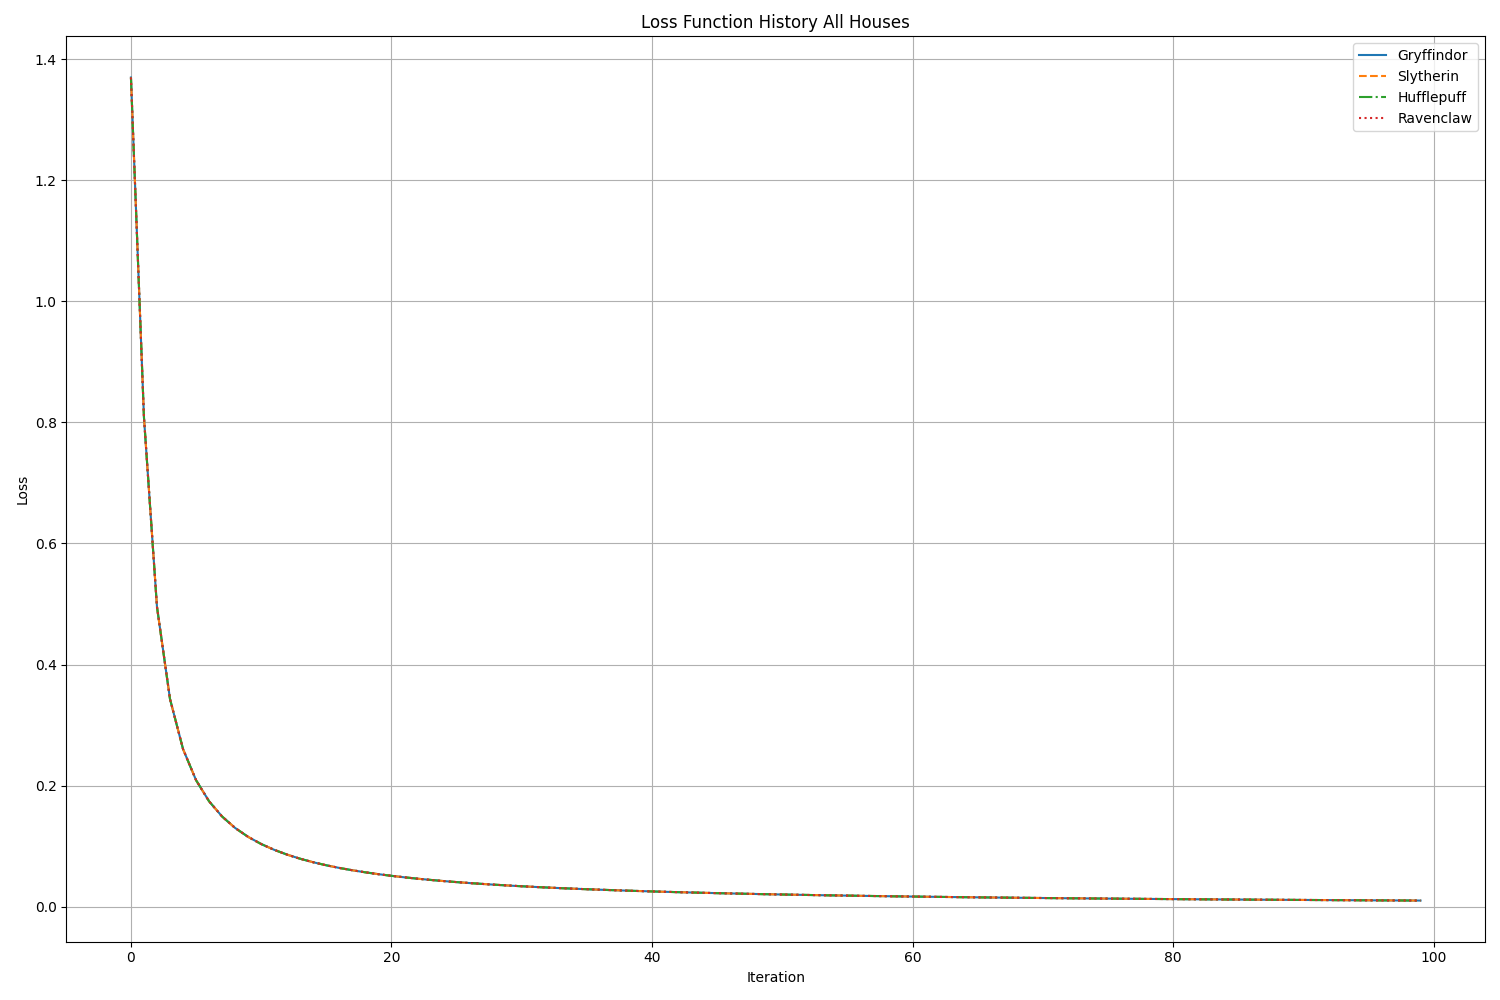 Loss Function History All Houses
Gryffindor
Slytherin
Hufflepuff
Ravenclaw
1.4
1.2
1.0
0.8
0.6
0.4
0.2
0.0
Loss
0 20 40 60 80 100
Iteration